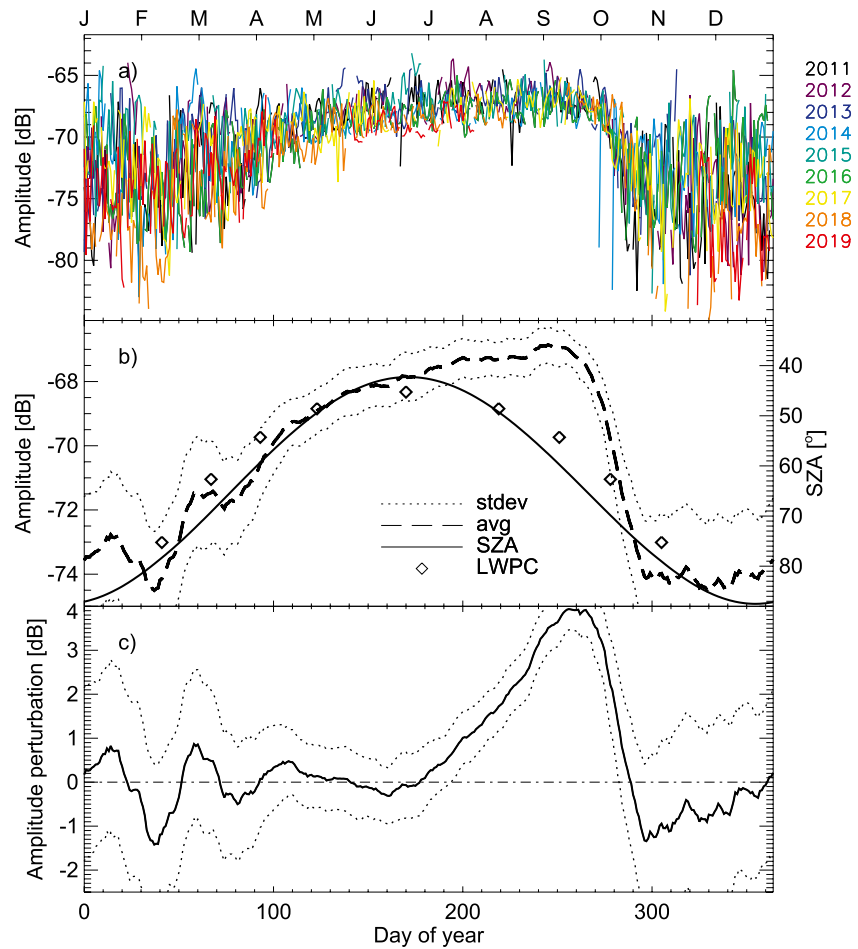 J F M A M J J A S O N D
a)
Amplitude [dB]
-65
-70
-75
-80
2011
2012
2013
2014
2015
2016
2017
2018
2019
b)
Amplitude [dB]
-68
-70
-72
-74
stdev
avg
SZA
LWPC
40
50
60
70
80
SZA [°]
c)
Amplitude perturbation [dB]
4
3
2
1
0
-1
-2
0 100 200 300
Day of year